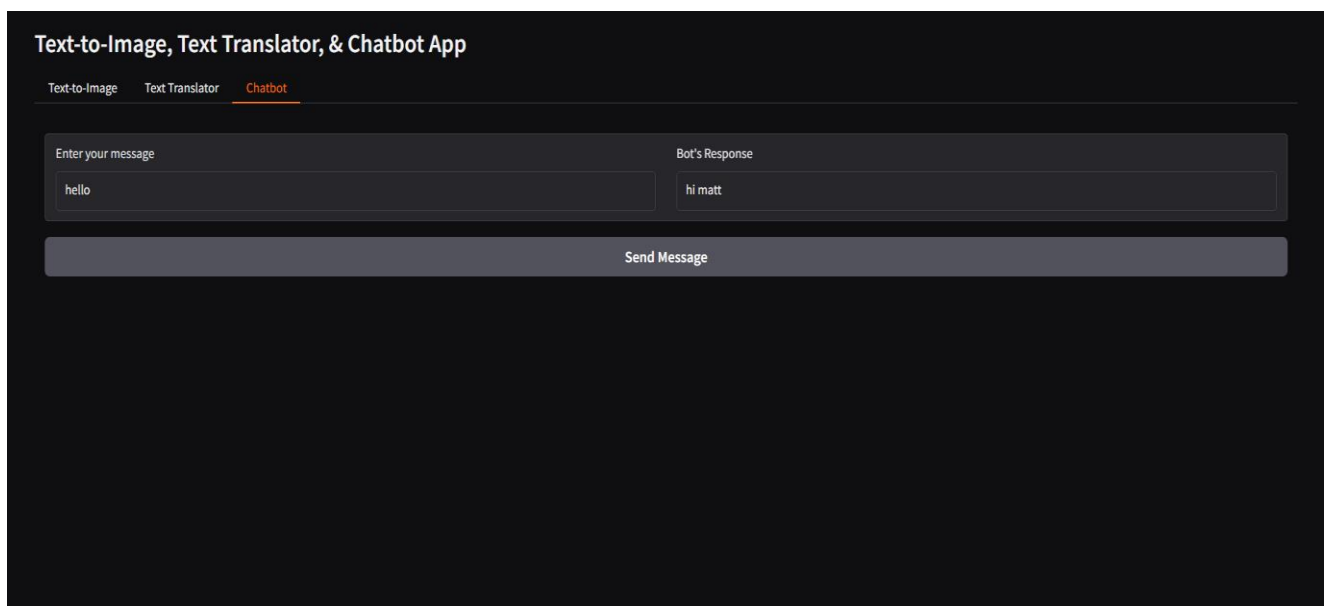 Text-to-Image, Text Translator, & Chatbot App
Text-to-Image Text Translator Chatbot
Enter your message
hello
Bot's Response
hi matt
Send Message